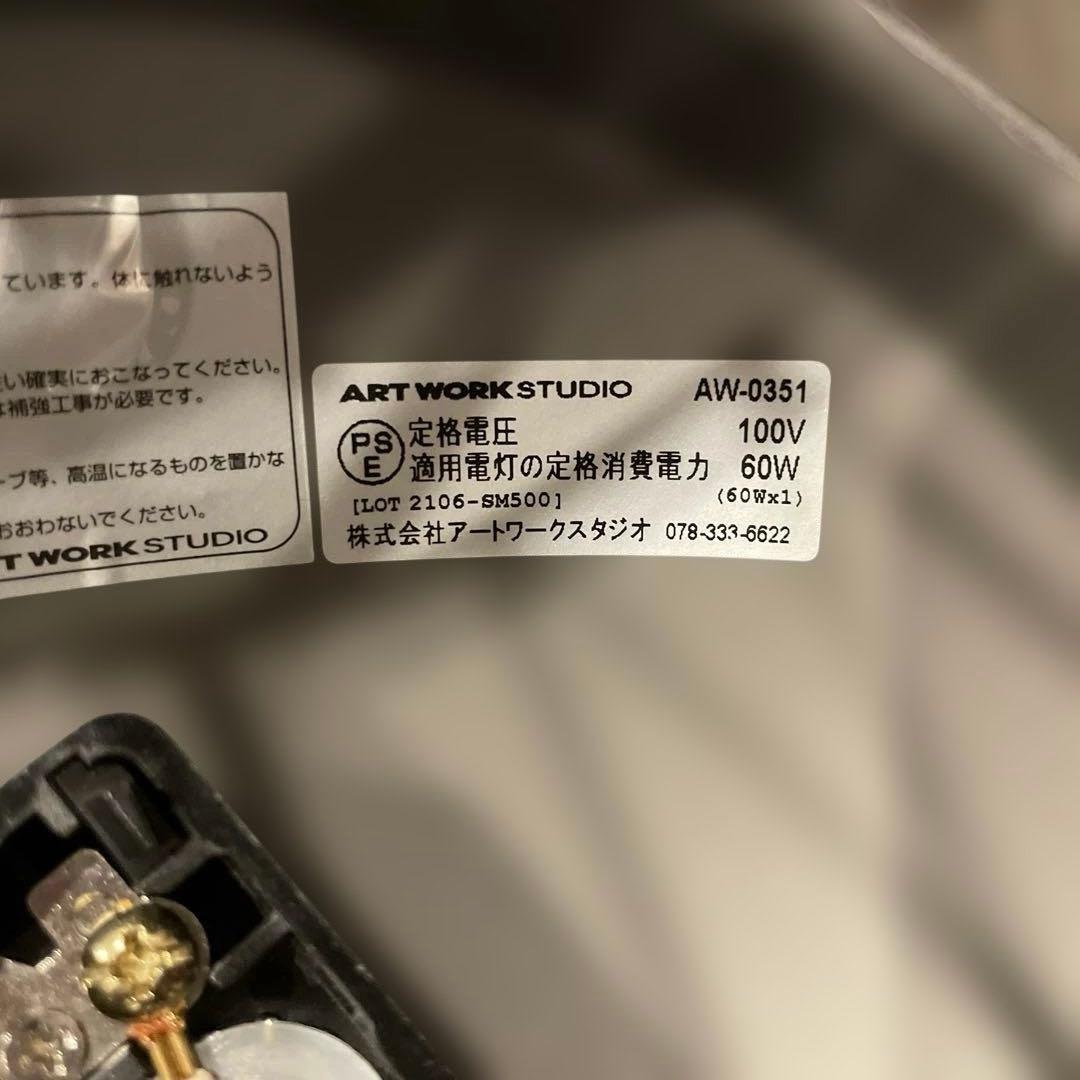 ています。体に触れないよう
い確実におこなってください。
補強工事が必要です。
ーブ等、高温になるものを置かな
おおわないでください。
T WORK STUDIO
ART WORK STUDIO AW-0351
PSE 定格電圧 100V
適用電灯の定格消費電力 60W
[LOT 2106-SM500] (60Wx1)
株式会社アートワークスタジオ 078-333-6622